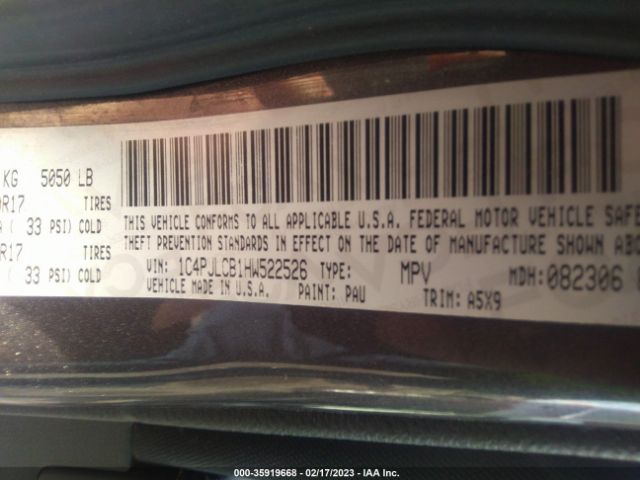 KG 5050 LB
R17 TIRES
( 33 PSI) COLD
R17 TIRES
( 33 PSI) COLD
THIS VEHICLE CONFORMS TO ALL APPLICABLE U.S.A. FEDERAL MOTOR VEHICLE SAFE
THEFT PREVENTION STANDARDS IN EFFECT ON THE DATE OF MANUFACTURE SHOWN ABO
VIN: 1C4PJLCB1HW522526 TYPE: MPV MDH: 082306
VEHICLE MADE IN U.S.A. PAINT: PAU TRIM: A5X9
000-35919668 - 02/17/2023 - IAA Inc.